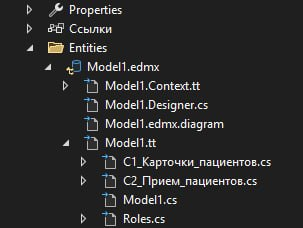 Properties
Ссылки
Entities
Model1.edmx
Model1.Context.tt
Model1.Designer.cs
Model1.edmx.diagram
Model1.tt
C1_Карточки_пациентов.cs
C2_Прием_пациентов.cs
Model1.cs
Roles.cs